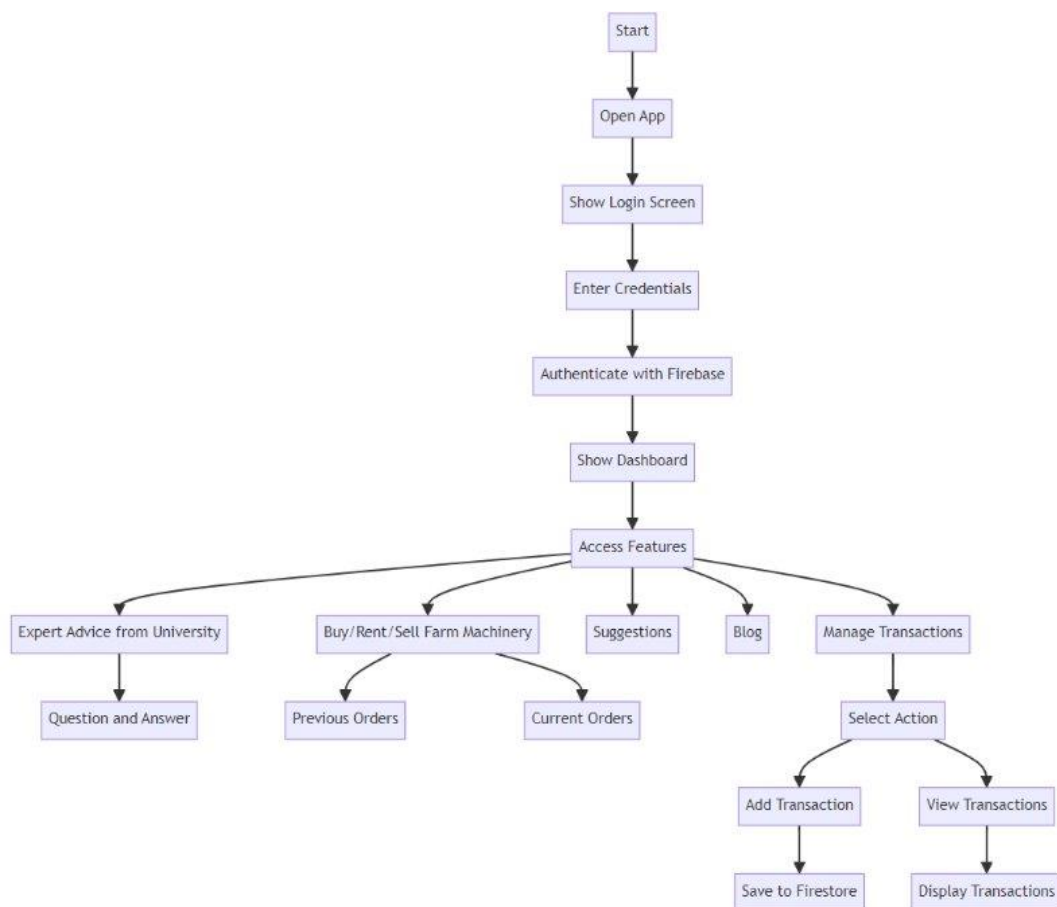 Start
Open App
Show Login Screen
Enter Credentials
Authenticate with Firebase
Show Dashboard
Access Features
Expert Advice from University
Buy/Rent/Sell Farm Machinery
Suggestions
Blog
Manage Transactions
Question and Answer
Previous Orders
Current Orders
Select Action
Add Transaction
View Transactions
Save to Firestore
Display Transactions